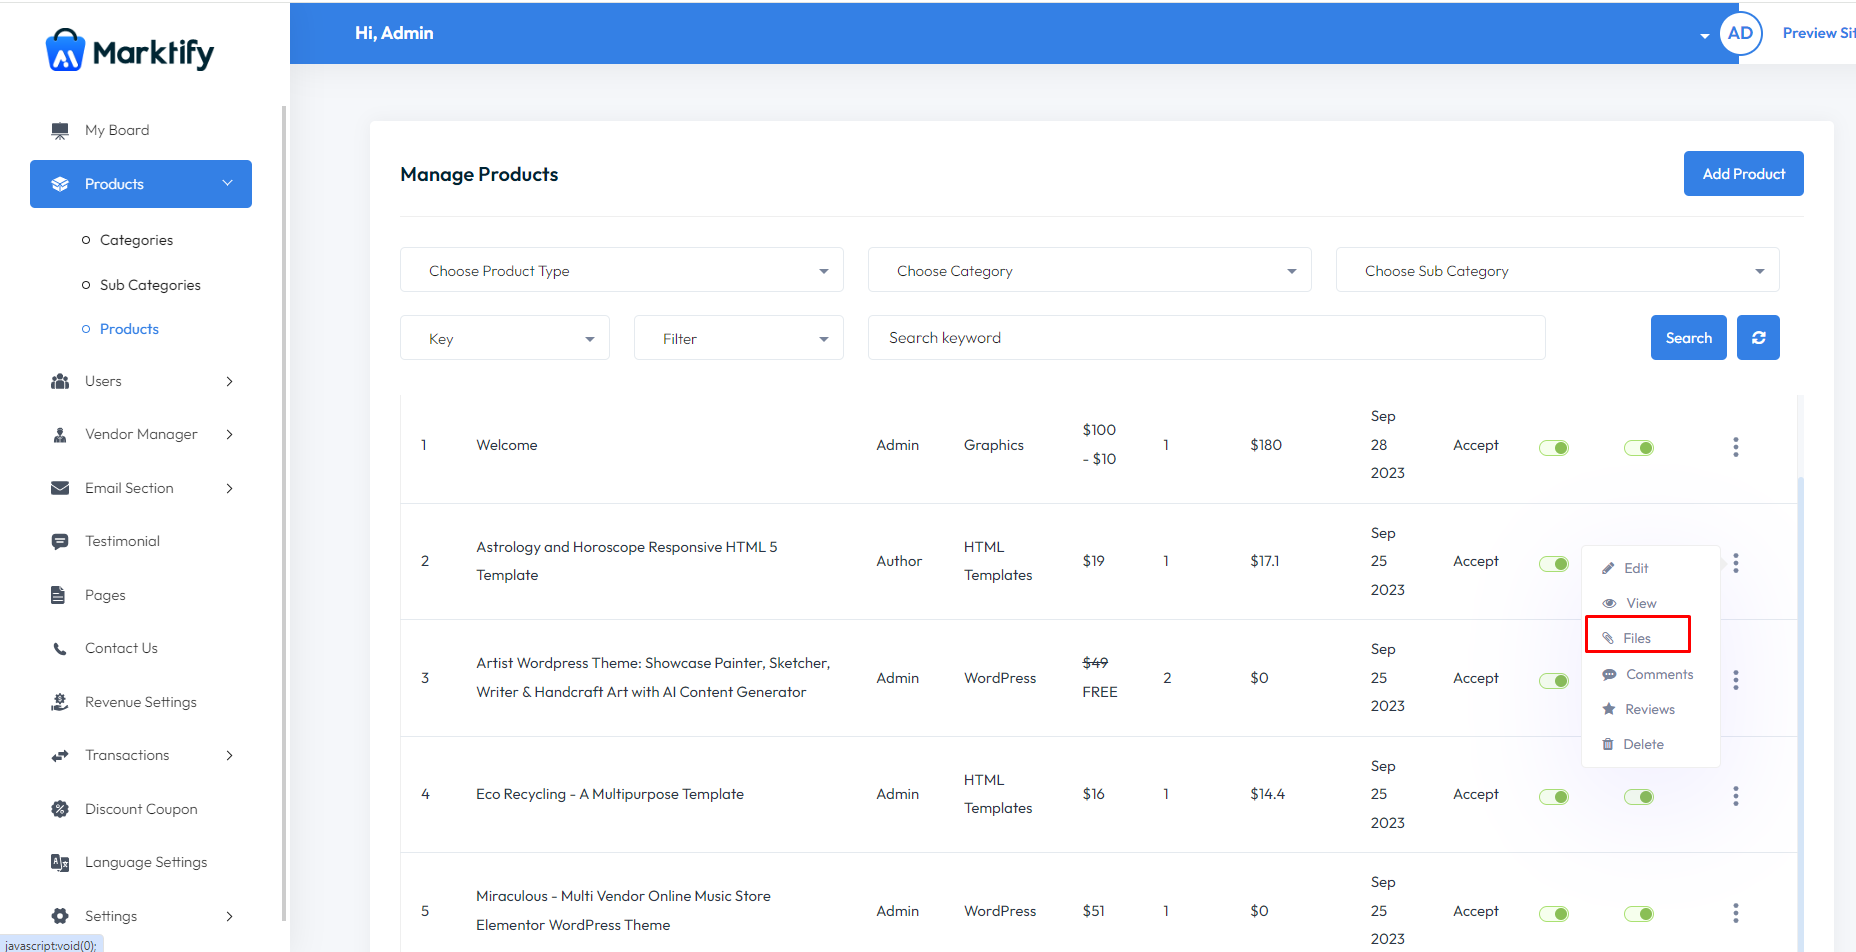 Marktify
Hi, Admin
AD
Preview Sit
My Board
Products
Categories
Sub Categories
Products
Users
Vendor Manager
Email Section
Testimonial
Pages
Contact Us
Revenue Settings
Transactions
Discount Coupon
Language Settings
Settings
javascript:void(0);
Manage Products
Add Product
Choose Product Type
Choose Category
Choose Sub Category
Key
Filter
Search keyword
Search
1
Welcome
Admin
Graphics
$100
- $10
1
$180
Sep
28
2023
Accept
2
Astrology and Horoscope Responsive HTML 5
Template
Author
HTML
Templates
$19
1
$17.1
Sep
25
2023
Accept
Edit
View
Files
Comments
Reviews
Delete
3
Artist Wordpress Theme: Showcase Painter, Sketcher,
Writer & Handcraft Art with AI Content Generator
Admin
WordPress
$49
FREE
2
$0
Sep
25
2023
Accept
4
Eco Recycling - A Multipurpose Template
Admin
HTML
Templates
$16
1
$14.4
Sep
25
2023
Accept
5
Miraculous - Multi Vendor Online Music Store
Elementor WordPress Theme
Admin
WordPress
$51
1
$0
Sep
25
2023
Accept